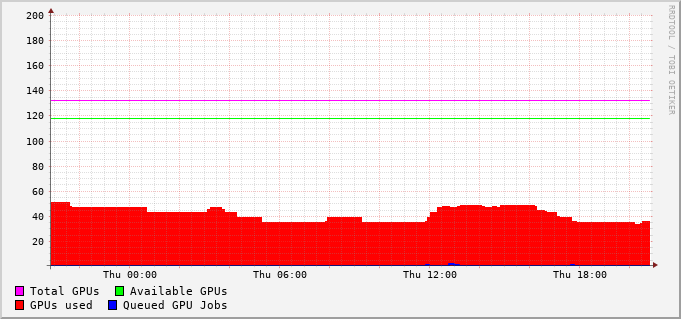 200
180
160
140
120
100
80
60
40
20
Thu 00:00 Thu 06:00 Thu 12:00 Thu 18:00
Total GPUs Available GPUs
GPUs used Queued GPU Jobs
RRDTOOL / TOBI OETIKER